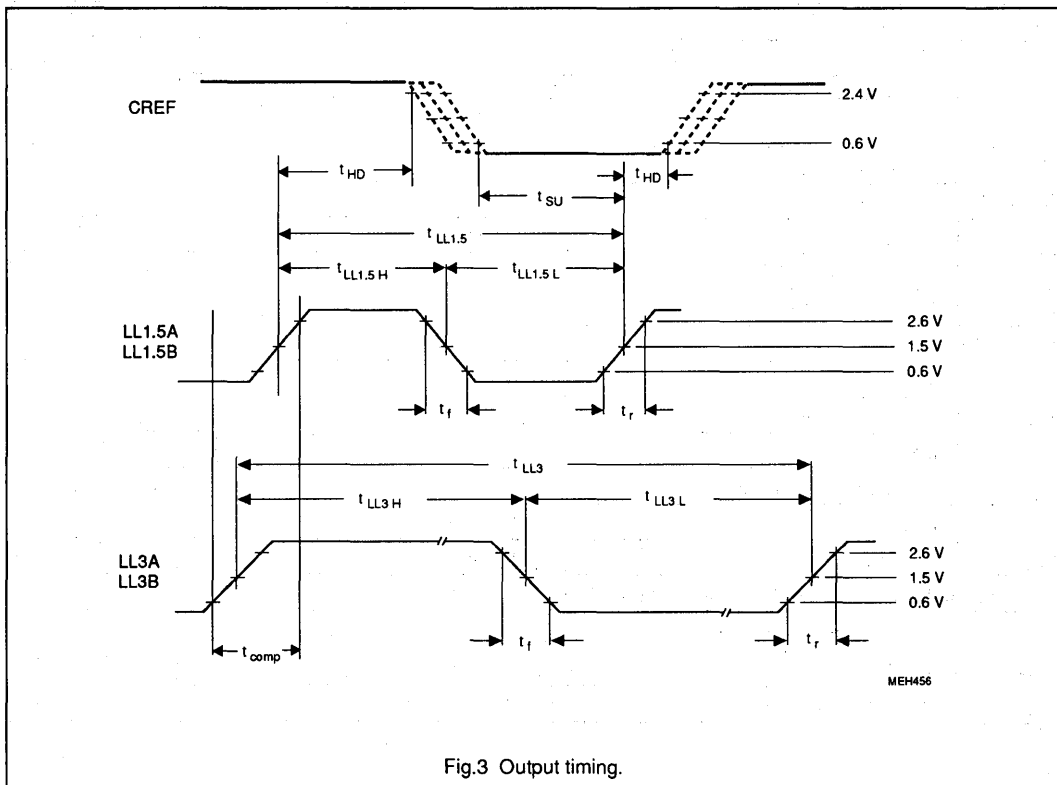 CREF
2.4 V
0.6 V
t HD
t HD
t SU
t LL1.5
t LL1.5 H
t LL1.5 L
LL1.5A
LL1.5B
2.6 V
1.5 V
0.6 V
t f
t r
t LL3
t LL3 H
t LL3 L
LL3A
LL3B
2.6 V
1.5 V
0.6 V
t comp
t f
t r
MEH456
Fig.3 Output timing.